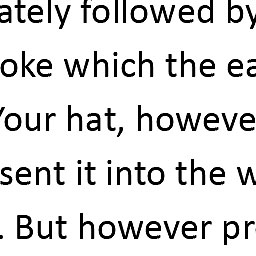 ately followed by
oke which the ea
Your hat, howeve
sent it into the w
. But however pr